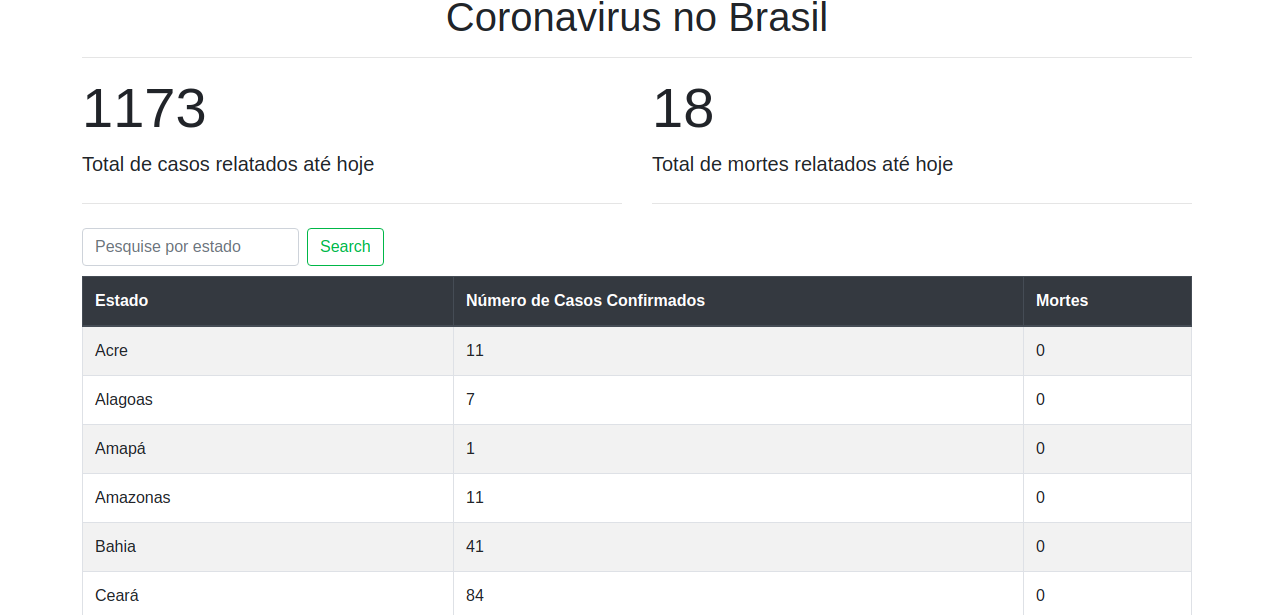 Coronavirus no Brasil
1173
Total de casos relatados até hoje
18
Total de mortes relatados até hoje
Pesquise por estado Search
Estado Número de Casos Confirmados Mortes
Acre 11 0
Alagoas 7 0
Amapá 1 0
Amazonas 11 0
Bahia 41 0
Ceará 84 0